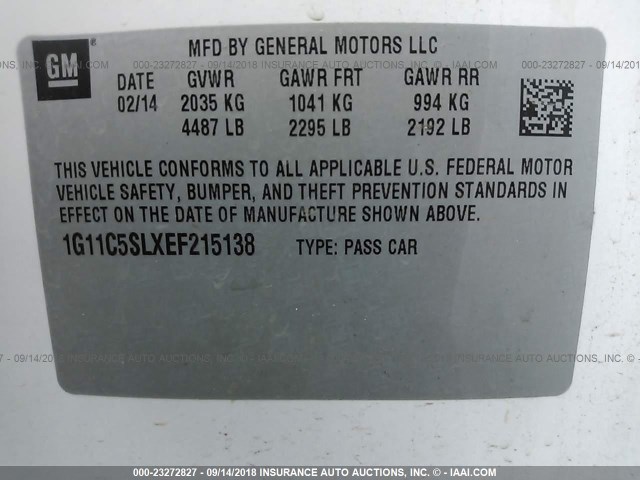 GM
®
MFD BY GENERAL MOTORS LLC
DATE GVWR GAWR FRT GAWR RR
02/14 2035 KG 1041 KG 994 KG
4487 LB 2295 LB 2192 LB
THIS VEHICLE CONFORMS TO ALL APPLICABLE U.S. FEDERAL MOTOR
VEHICLE SAFETY, BUMPER, AND THEFT PREVENTION STANDARDS IN
EFFECT ON THE DATE OF MANUFACTURE SHOWN ABOVE.
1G11C5SLXEF215138 TYPE: PASS CAR
000-23272827 - 09/14/2018 INSURANCE AUTO AUCTIONS INC. - IAAI.COM